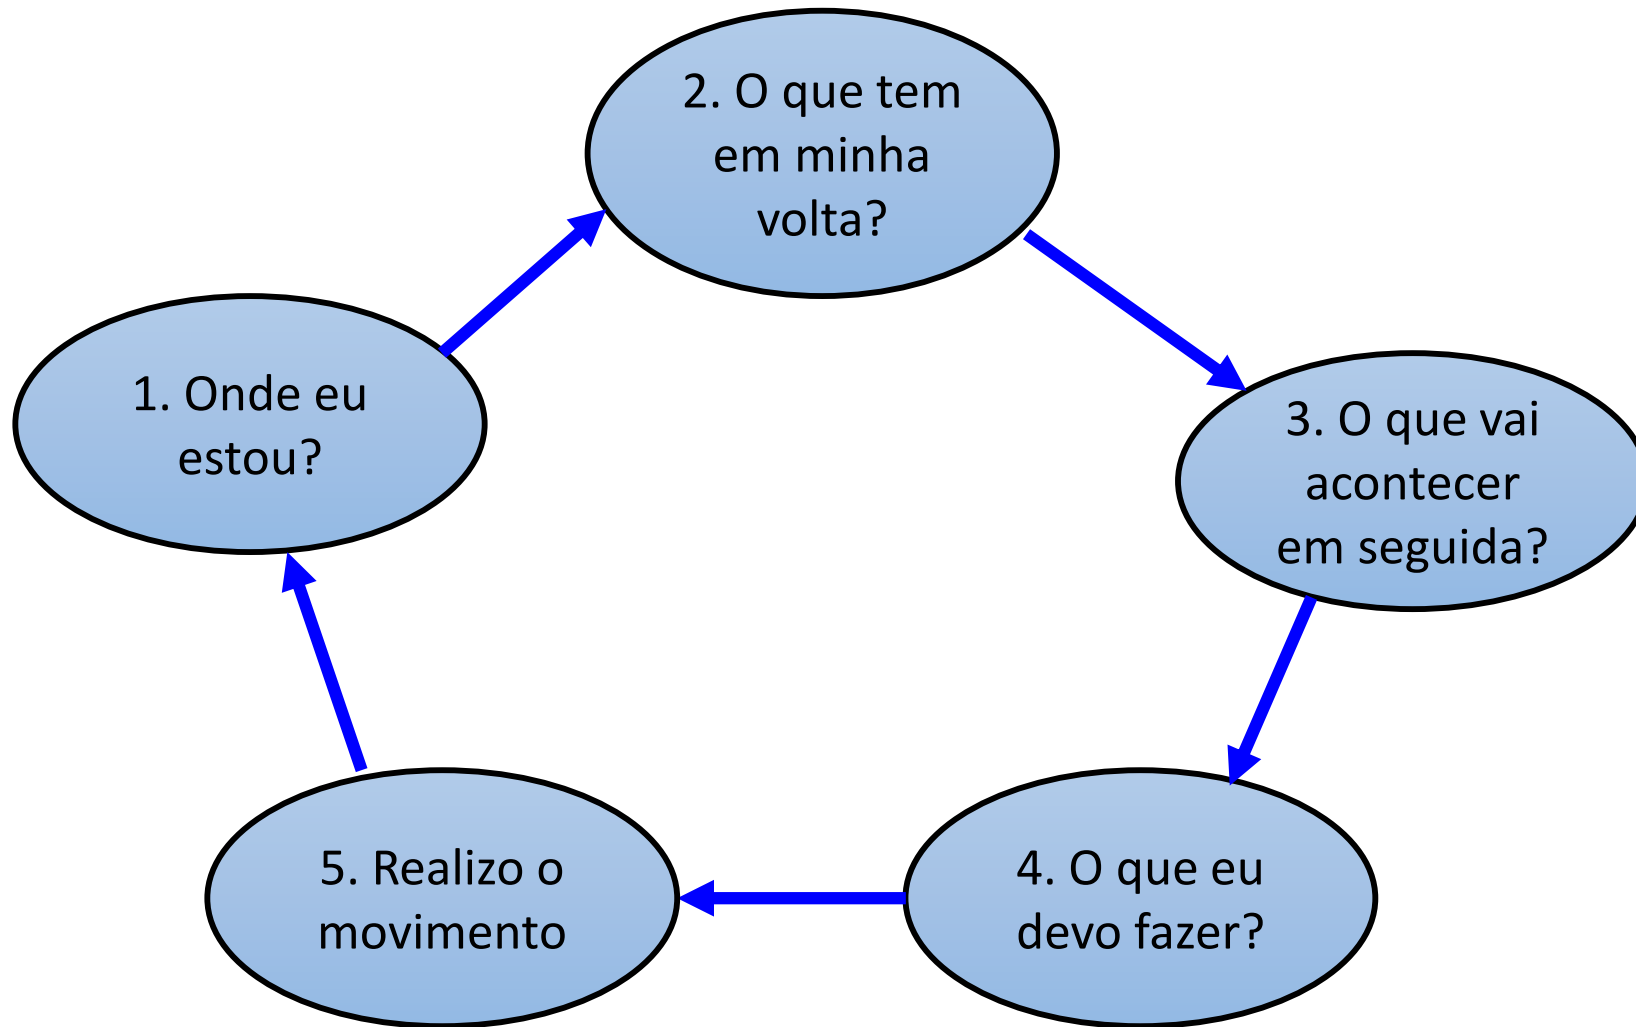 1. Onde eu
estou?
2. O que tem
em minha
volta?
3. O que vai
acontecer
em seguida?
4. O que eu
devo fazer?
5. Realizo o
movimento